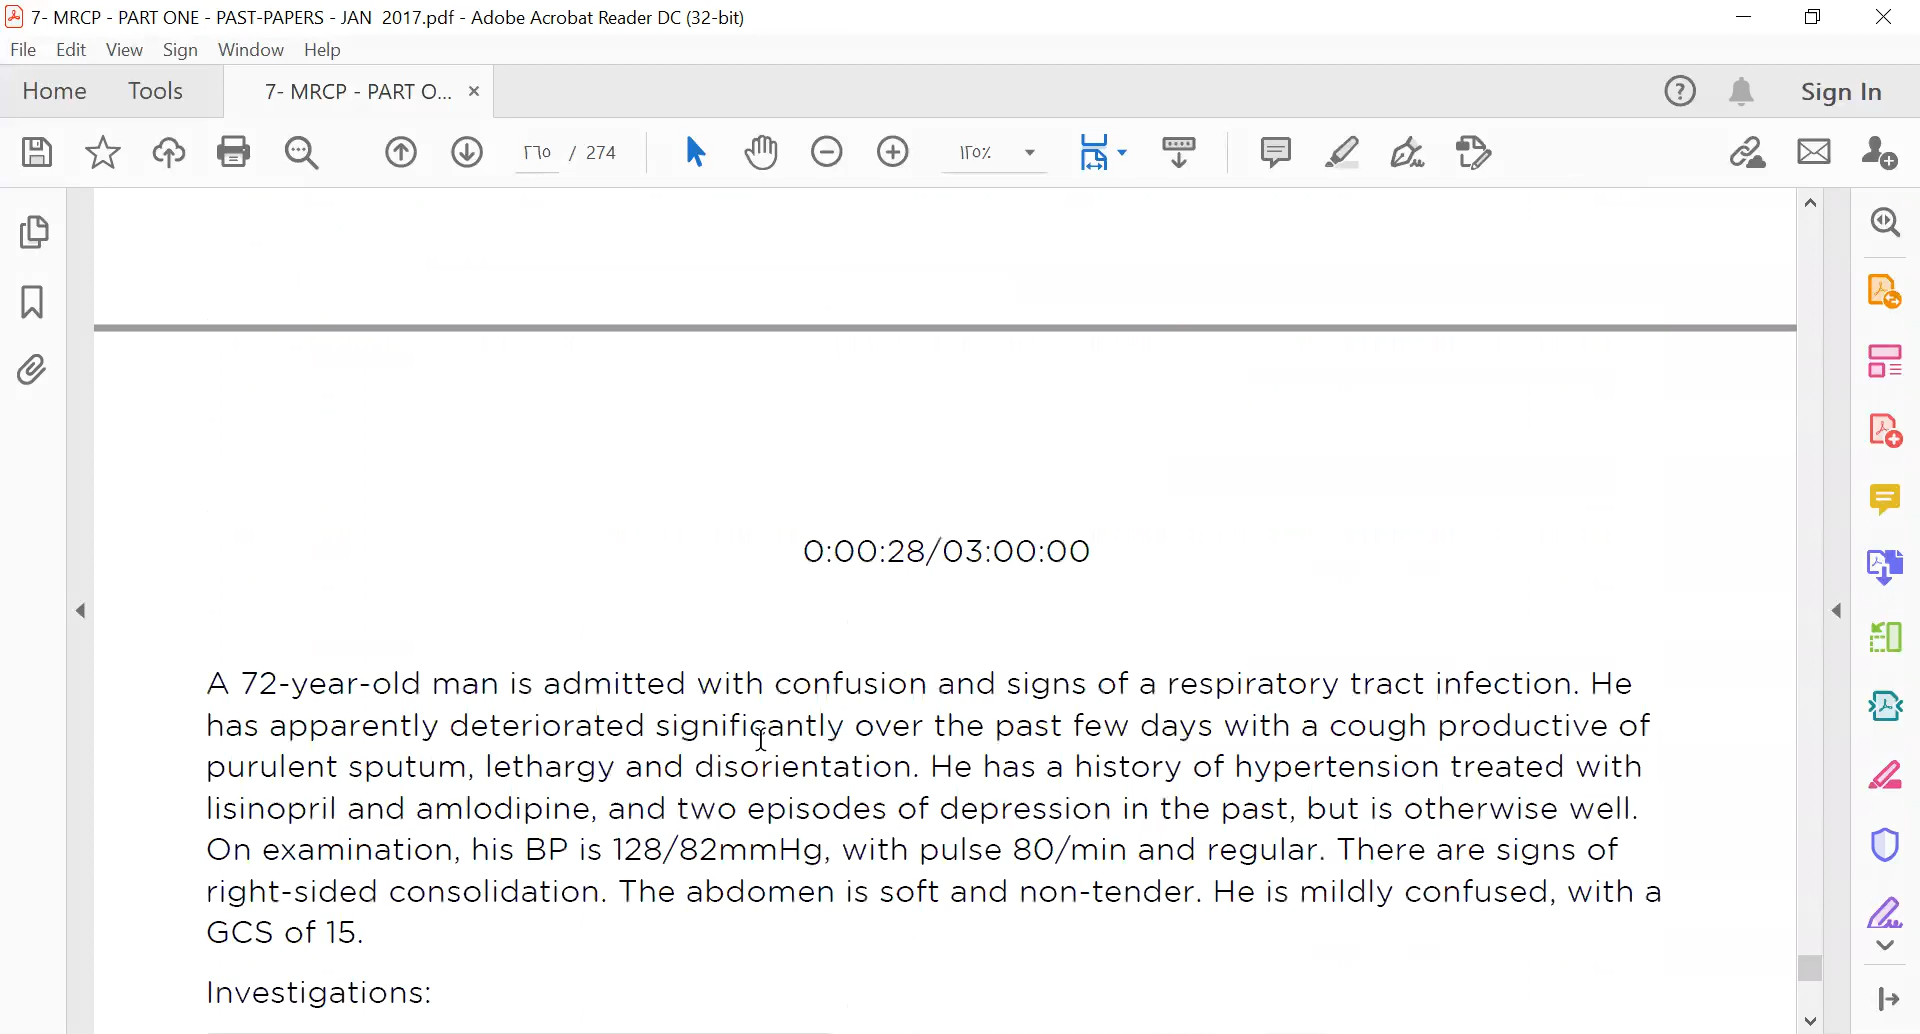 7- MRCP - PART ONE - PAST-PAPERS - JAN 2017.pdf - Adobe Acrobat Reader DC (32-bit)
File Edit View Sign Window Help
Home Tools 7- MRCP - PART O... × Sign In
٢٦٥ / 274 ١٢٥٪
0:00:28/03:00:00
A 72-year-old man is admitted with confusion and signs of a respiratory tract infection. He
has apparently deteriorated significantly over the past few days with a cough productive of
purulent sputum, lethargy and disorientation. He has a history of hypertension treated with
lisinopril and amlodipine, and two episodes of depression in the past, but is otherwise well.
On examination, his BP is 128/82mmHg, with pulse 80/min and regular. There are signs of
right-sided consolidation. The abdomen is soft and non-tender. He is mildly confused, with a
GCS of 15.
Investigations: